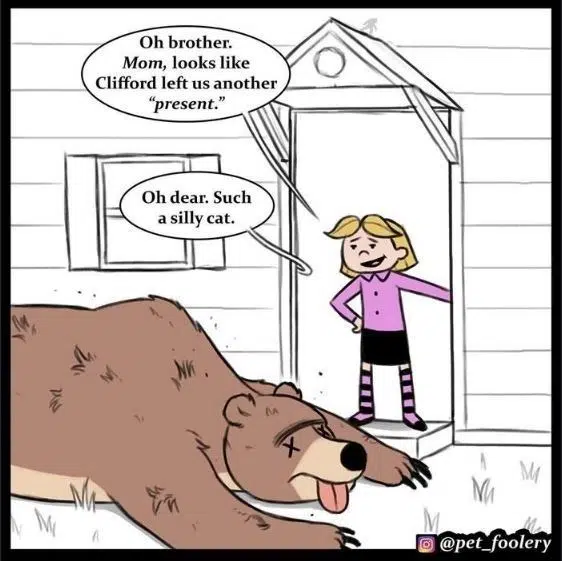 Oh brother.
Mom, looks like
Clifford left us another
“present.”
Oh dear. Such
a silly cat.
@pet_foolery